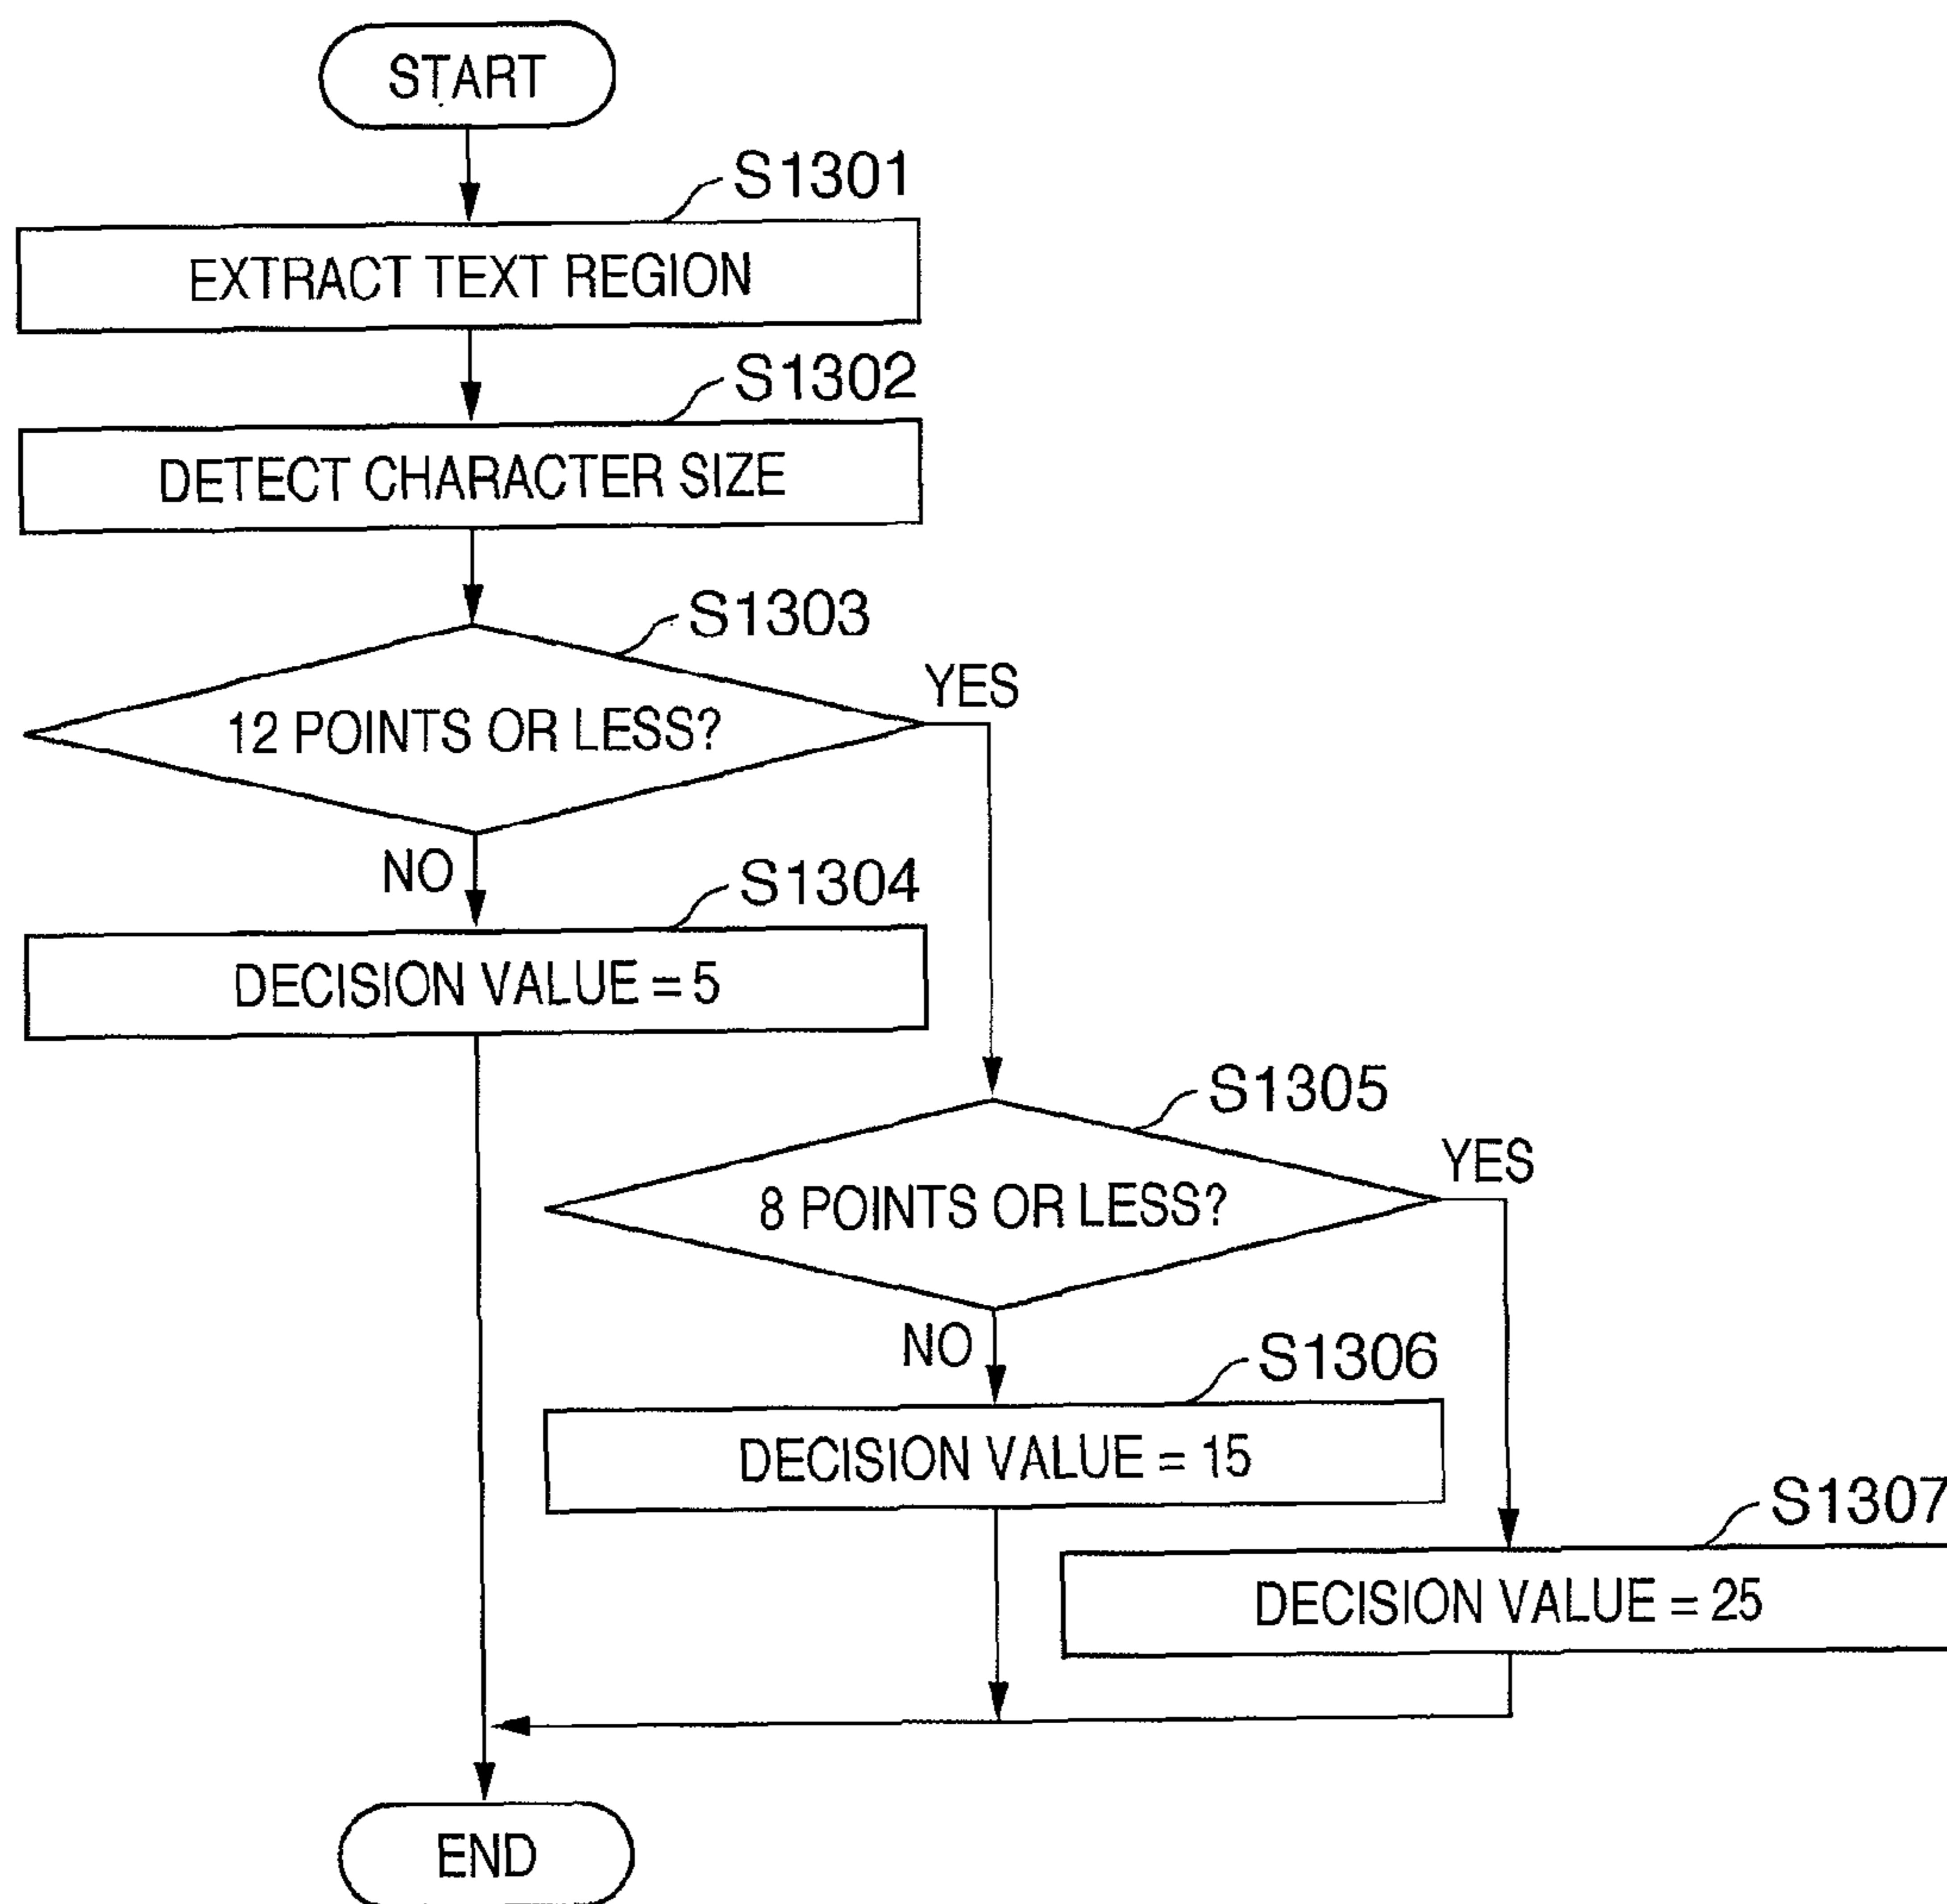 START
S1301
EXTRACT TEXT REGION
S1302
DETECT CHARACTER SIZE
S1303
12 POINTS OR LESS?
YES
NO
S1304
DECISION VALUE = 5
S1305
8 POINTS OR LESS?
YES
NO
S1306
DECISION VALUE = 15
S1307
DECISION VALUE = 25
END